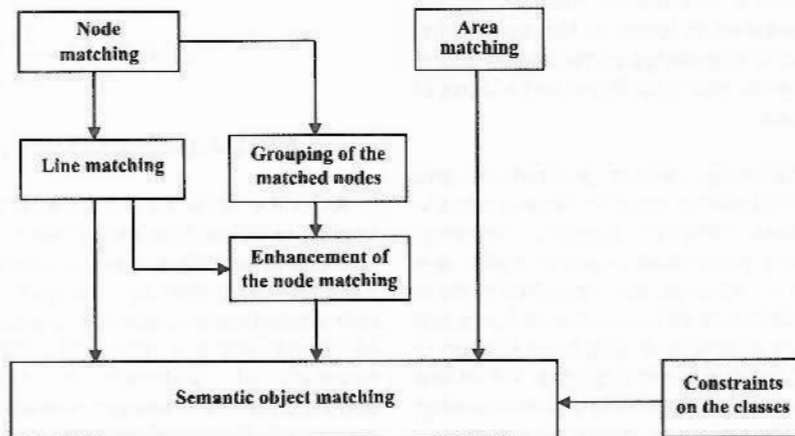 Node
matching
Area
matching
Line matching
Grouping of the
matched nodes
Enhancement of
the node matching
Semantic object matching
Constraints
on the classes